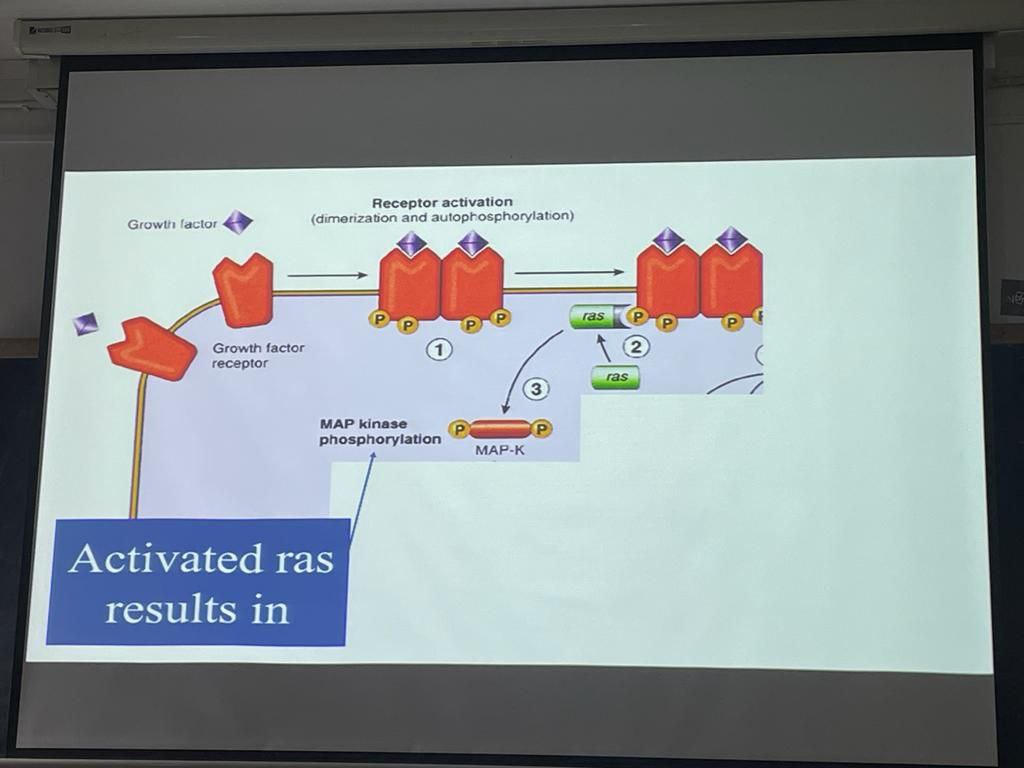 Receptor activation
(dimerization and autophosphorylation)
Growth factor
Growth factor
receptor
P
P
P
P
1
ras
P
P
P
2
ras
3
MAP kinase
phosphorylation
P
P
MAP-K
Activated ras
results in